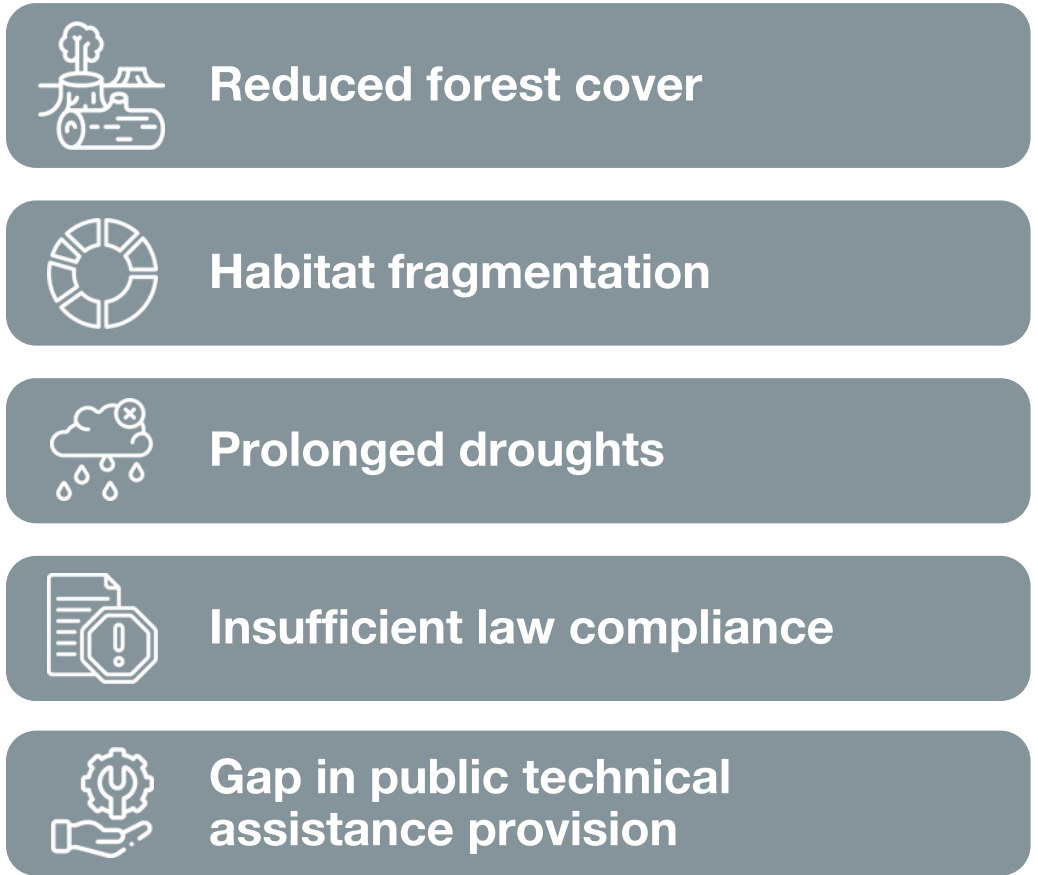 Reduced forest cover
Habitat fragmentation
Prolonged droughts
Insufficient law compliance
Gap in public technical
assistance provision